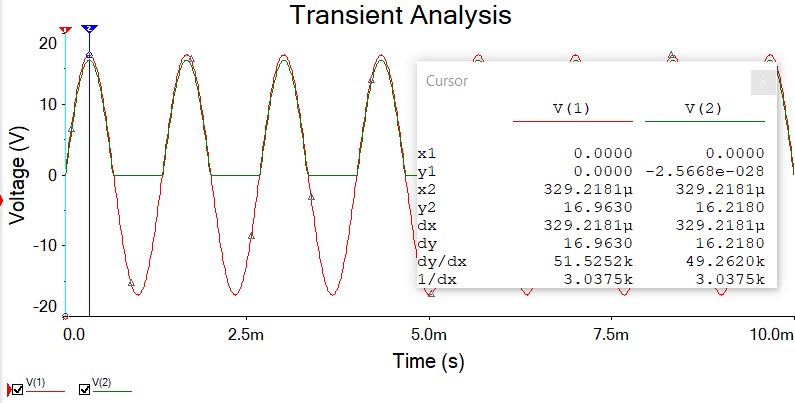 Transient Analysis
1 2
20
10
0
-10
-20
Voltage (V)
0.0 2.5m 5.0m 7.5m 10.0m
Time (s)
Cursor x
V(1) V(2)
x1 0.0000 0.0000
y1 0.0000 -2.5668e-028
x2 329.2181µ 329.2181µ
y2 16.9630 16.2180
dx 329.2181µ 329.2181µ
dy 16.9630 16.2180
dy/dx 51.5252k 49.2620k
1/dx 3.0375k 3.0375k
V(1) V(2)